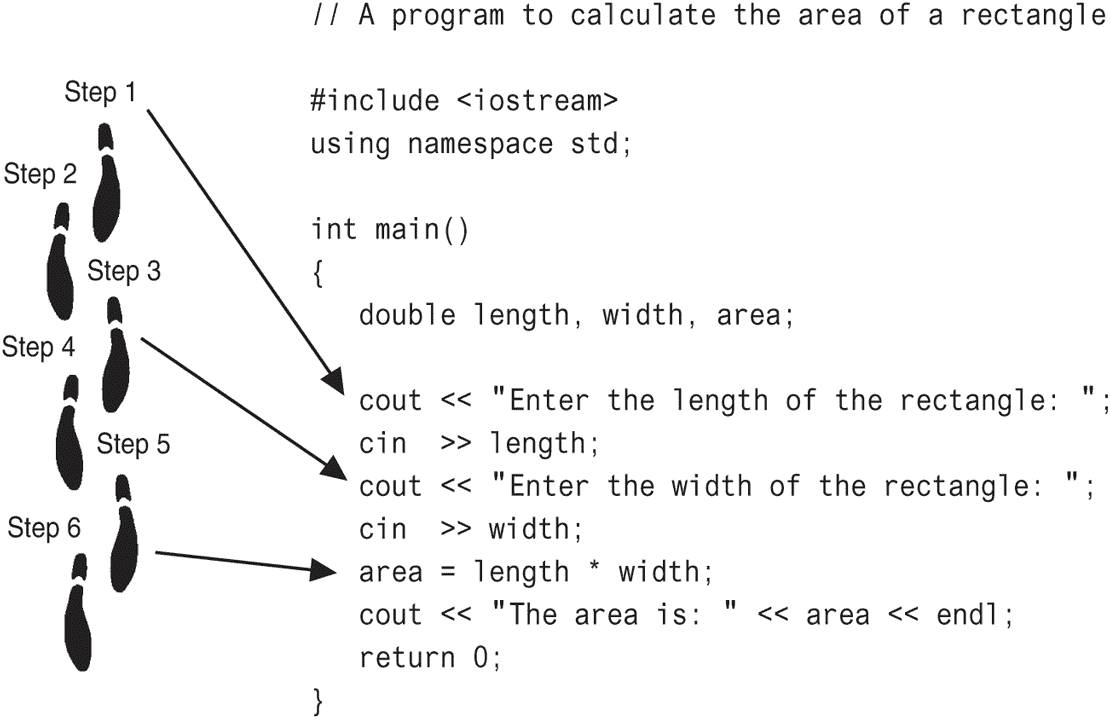 // A program to calculate the area of a rectangle
Step 1
#include <iostream>
using namespace std;
Step 2
int main()
{
Step 3
double length, width, area;
Step 4
cout << "Enter the length of the rectangle: ";
cin  >> length;
Step 5
cout << "Enter the width of the rectangle: ";
cin  >> width;
Step 6
area = length * width;
cout << "The area is: " << area << endl;
return 0;
}